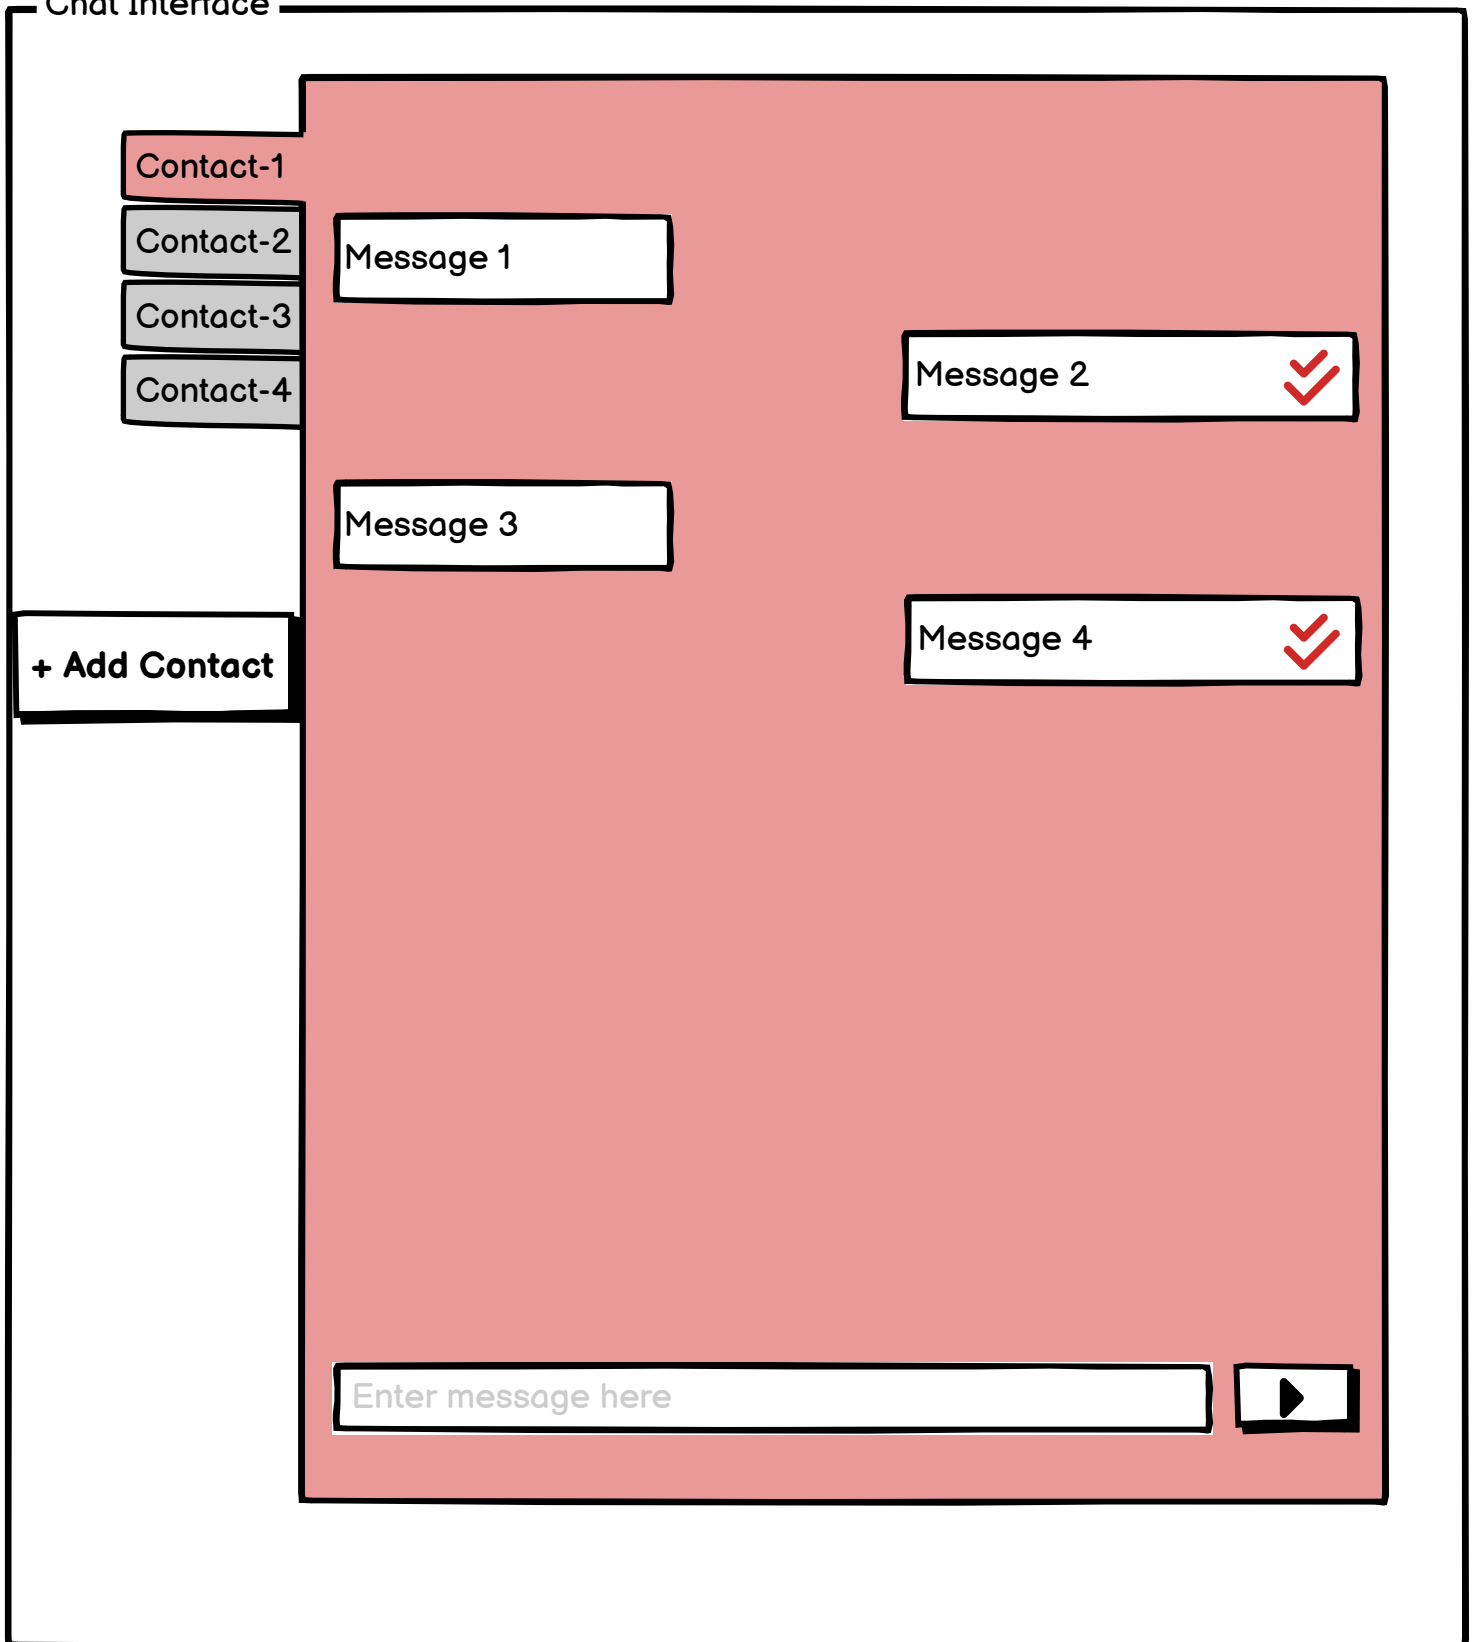 Chat Interface
Contact-1
Contact-2
Contact-3
Contact-4
+ Add Contact
Message 1
Message 2
Message 3
Message 4
Enter message here